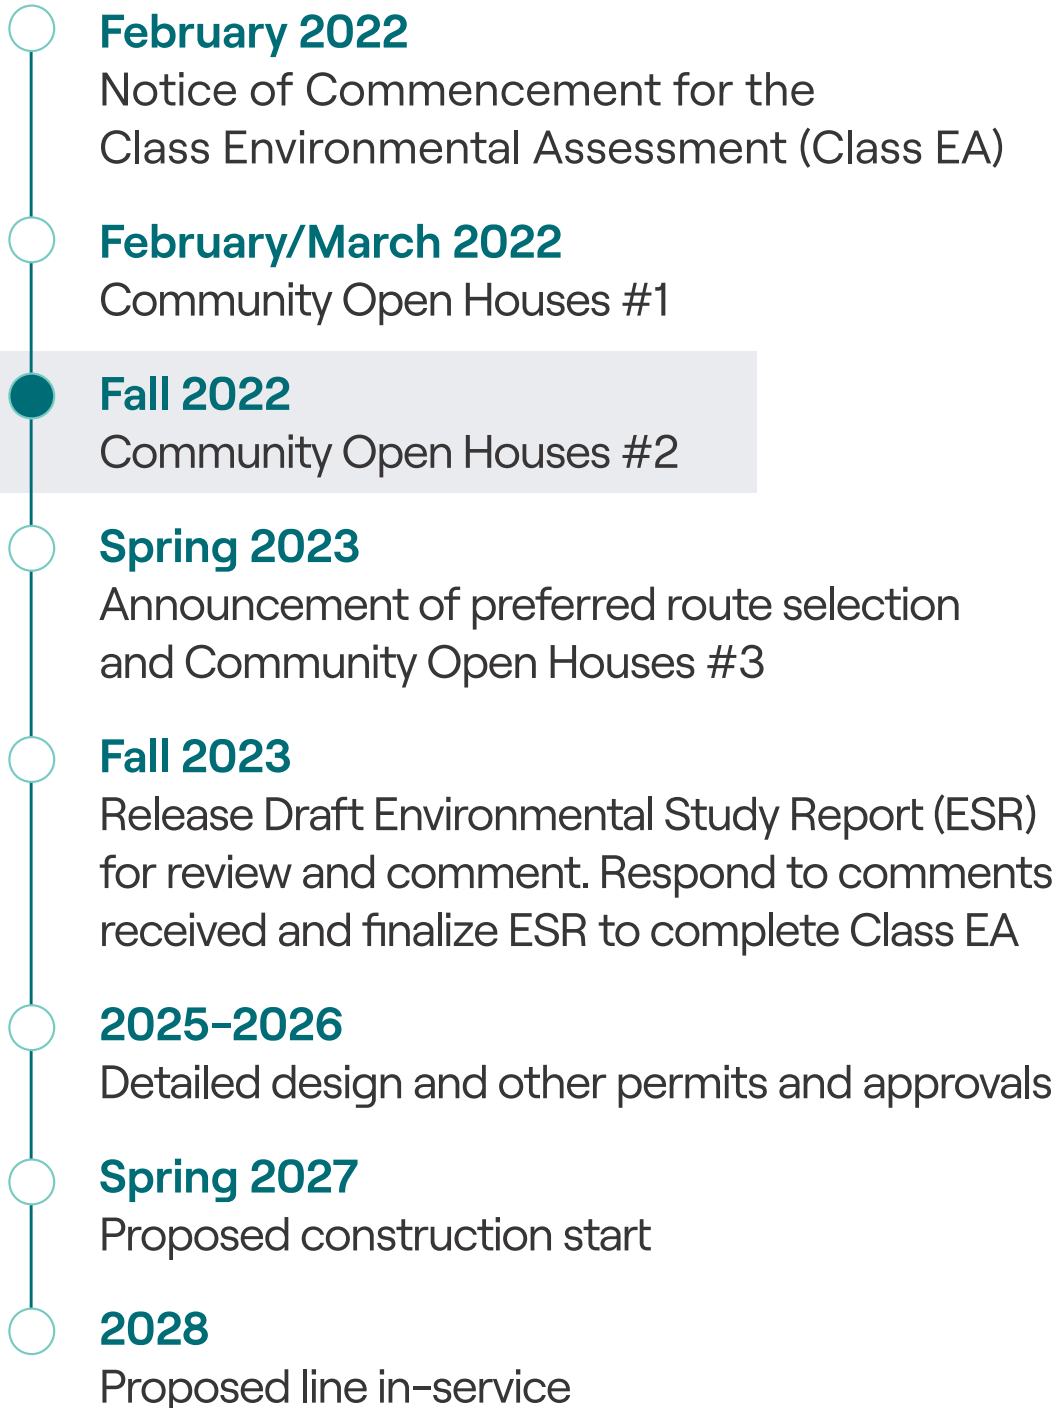 February 2022
Notice of Commencement for the
Class Environmental Assessment (Class EA)
February/March 2022
Community Open Houses #1
Fall 2022
Community Open Houses #2
Spring 2023
Announcement of preferred route selection
and Community Open Houses #3
Fall 2023
Release Draft Environmental Study Report (ESR)
for review and comment. Respond to comments
received and finalize ESR to complete Class EA
2025–2026
Detailed design and other permits and approvals
Spring 2027
Proposed construction start
2028
Proposed line in-service